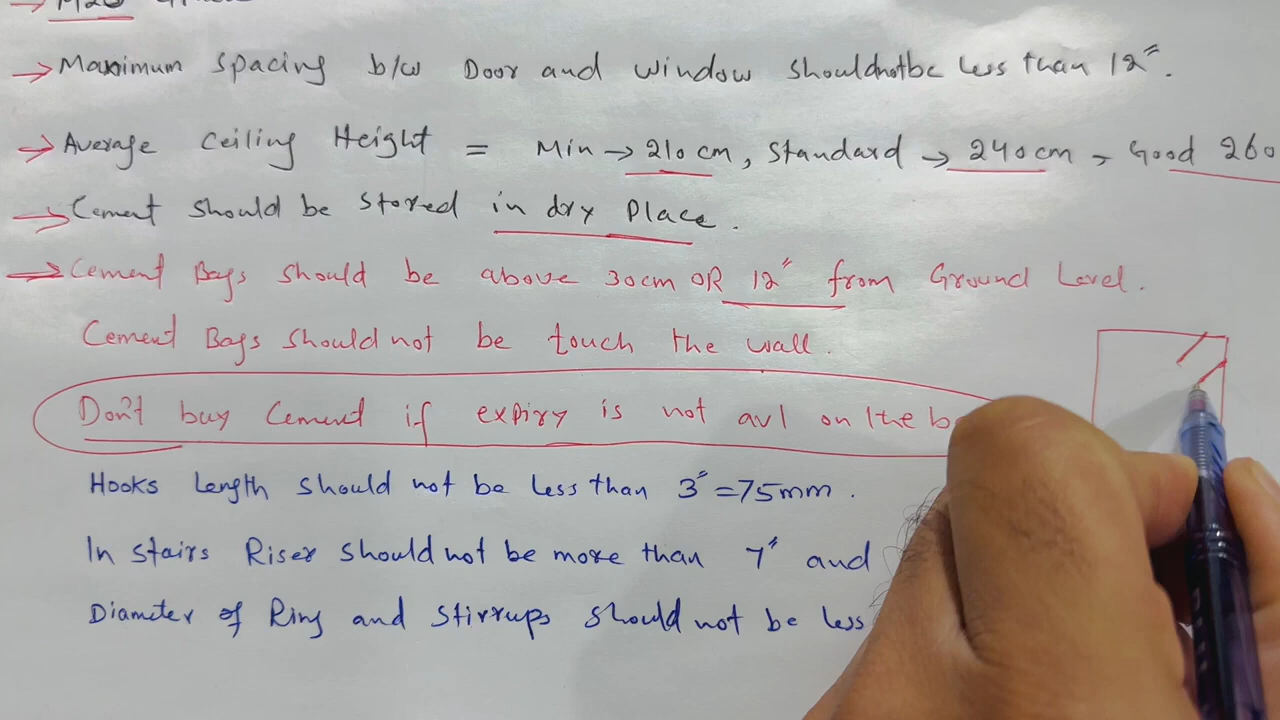 → M20
→ Maximum spacing b/w Door and window should not be less than 12".
→ Average Ceiling Height = Min → 210 cm, Standard → 240 cm, Good 260
→ Cement should be stored in dry Place.
→ Cement Bags should be above 30cm OR 12" from Ground Level.
Cement Bags should not be touch the wall.
Don't buy Cement if expiry is not avl on the b
Hooks Length should not be less than 3" = 75mm.
In stairs Riser should not be more than 7" and
Diameter of Ring and Stirrups should not be less